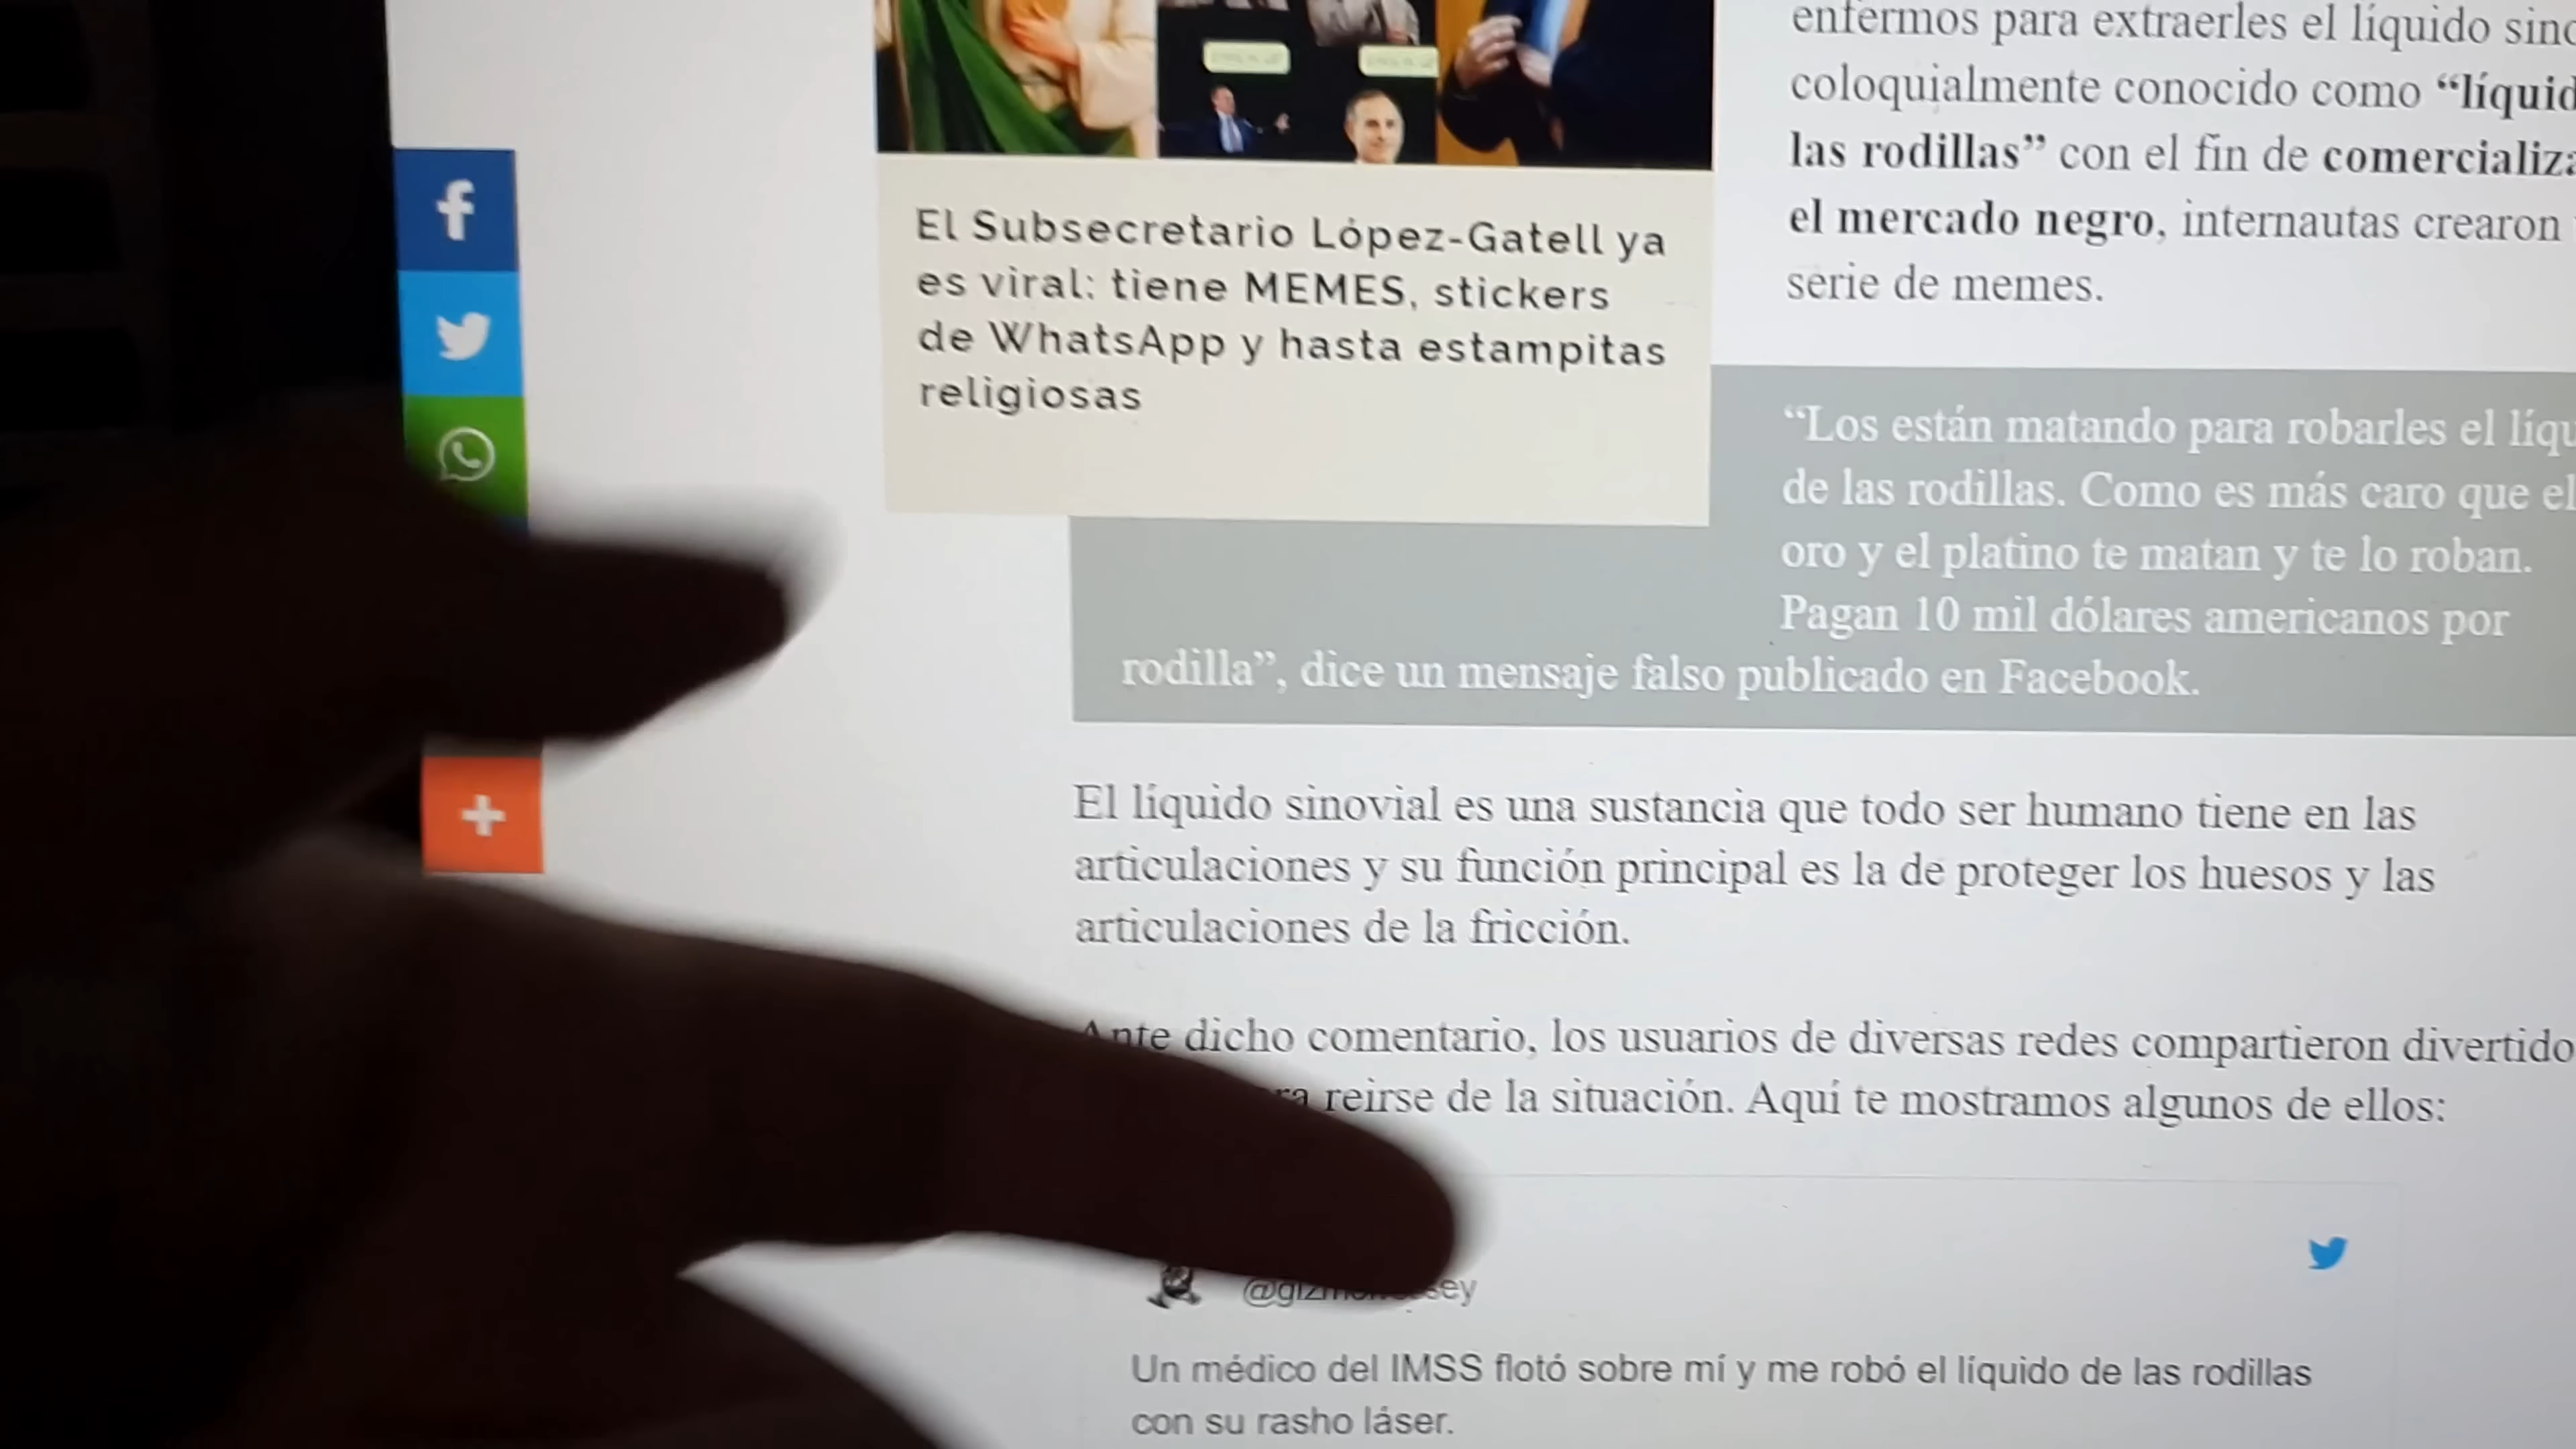 El Subsecretario López-Gatell ya
es viral: tiene MEMES, stickers
de WhatsApp y hasta estampitas
religiosas
enfermos para extraerles el líquido
coloquialmente conocido como
las rodillas” con el fin de
el mercado negro, internautas crearon
serie de memes.
“Los están matando para robarles el
de las rodillas. Como es más caro que el
oro y el platino te matan y te lo roban.
Pagan 10 mil dólares americanos por
rodilla”, dice un mensaje falso publicado en Facebook.
El líquido sinovial es una sustancia que todo ser humano tiene en las
articulaciones y su función principal es la de proteger los huesos y las
articulaciones de la fricción.
Ante dicho comentario, los usuarios de diversas redes compartieron
reirse de la situación. Aquí te mostramos algunos de ellos:
Un médico del IMSS flotó sobre mí y me robó el líquido de las rodillas
con su rasho láser.